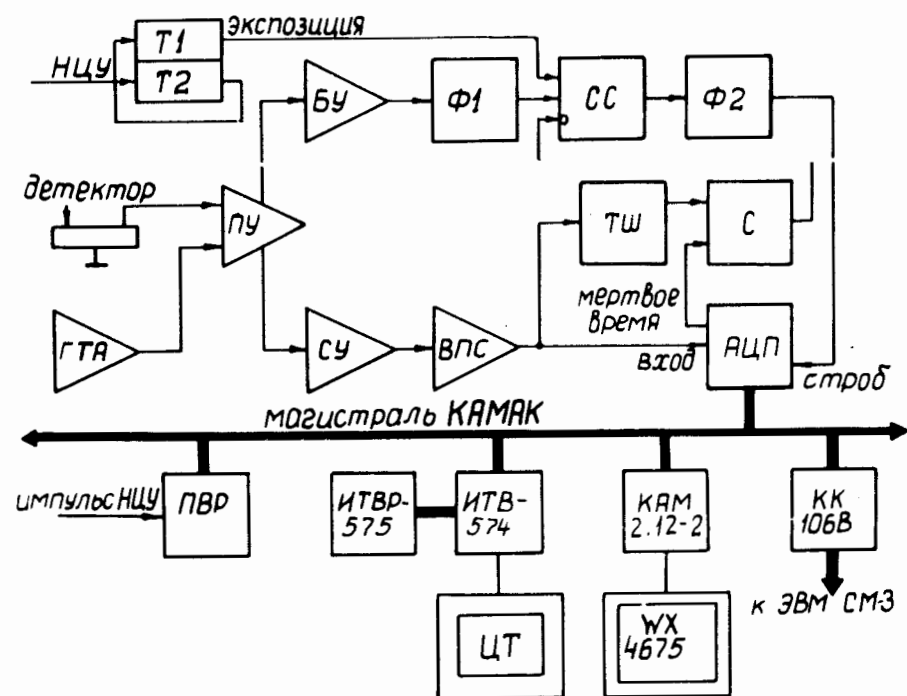 экспозиция
Т1
НЦУ
Т2
БУ
Ф1
СС
Ф2
детектор
ПУ
ТШ
С
мертвое
время
ГТА
СУ
ВПС
вход
АЦП
строб
магистраль КАМАК
импульс НЦУ
ПВР
ИТВР-
575
ИТВ-
574
КАМ
2.12-2
КК
106В
к ЭВМ СМ-3
ЦТ
WX
4675